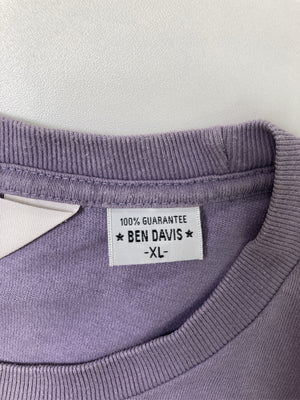 100% GUARANTEE
★ BEN DAVIS ★
-XL-